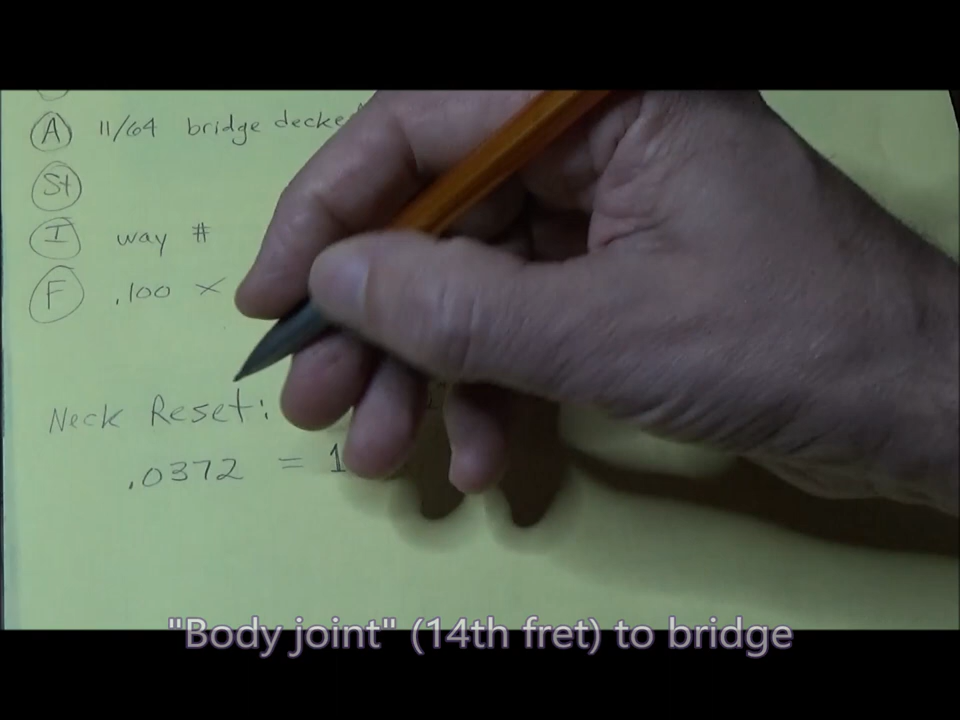 A 11/64 bridge decke
St
I way #
F .100 ×
Neck Reset:
.0372 = 1
"Body joint" (14th fret) to bridge